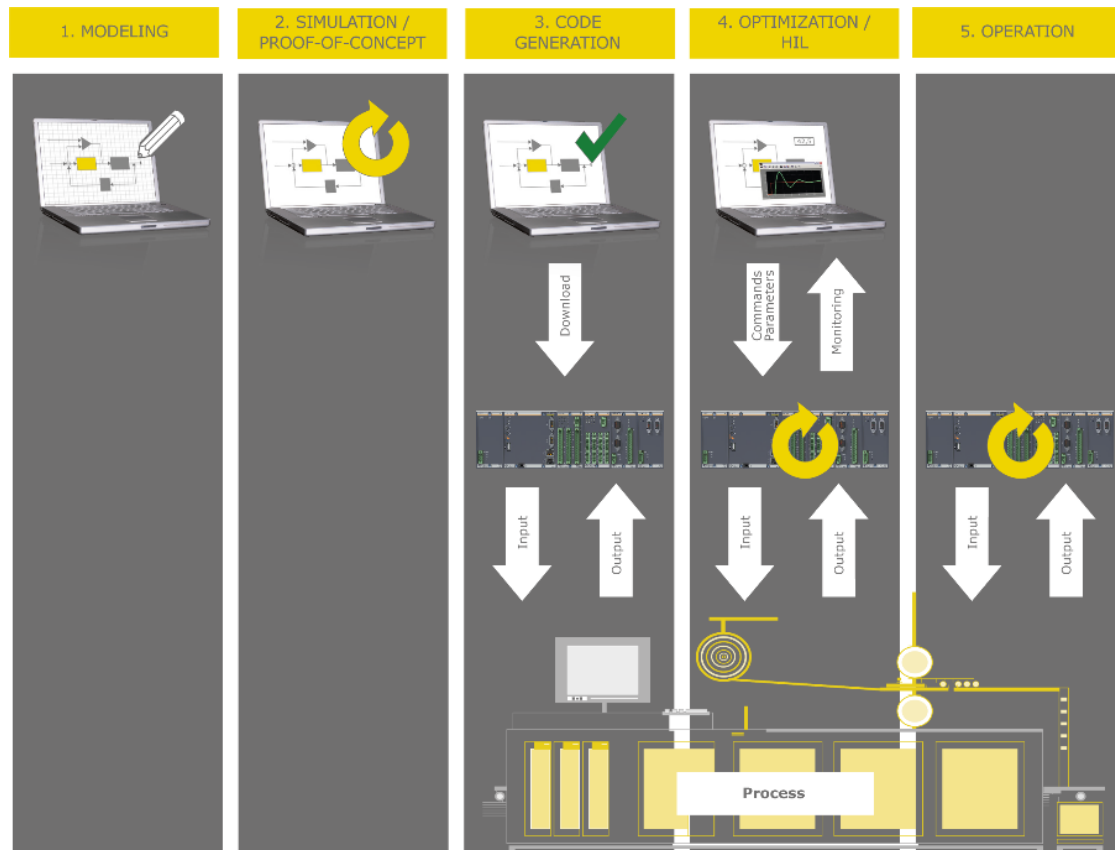 1. MODELING
2. SIMULATION /
PROOF-OF-CONCEPT
3. CODE
GENERATION
4. OPTIMIZATION /
HIL
5. OPERATION
Download
Commands
Parameters
Monitoring
Input
Output
Input
Output
Input
Output
Process